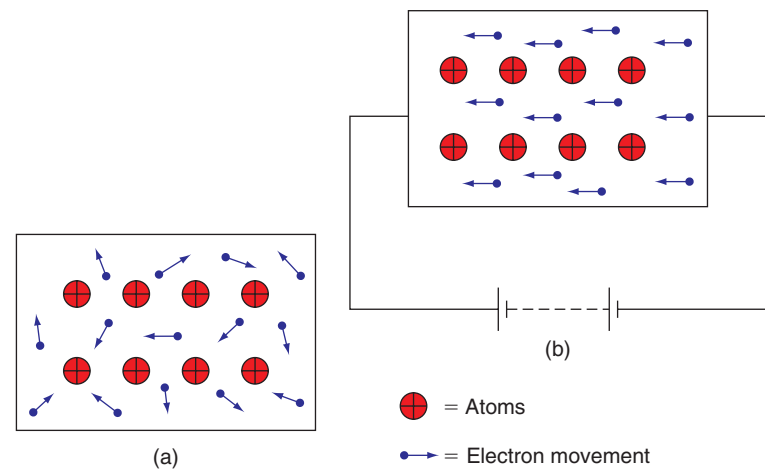 (a)
(b)
= Atoms
= Electron movement